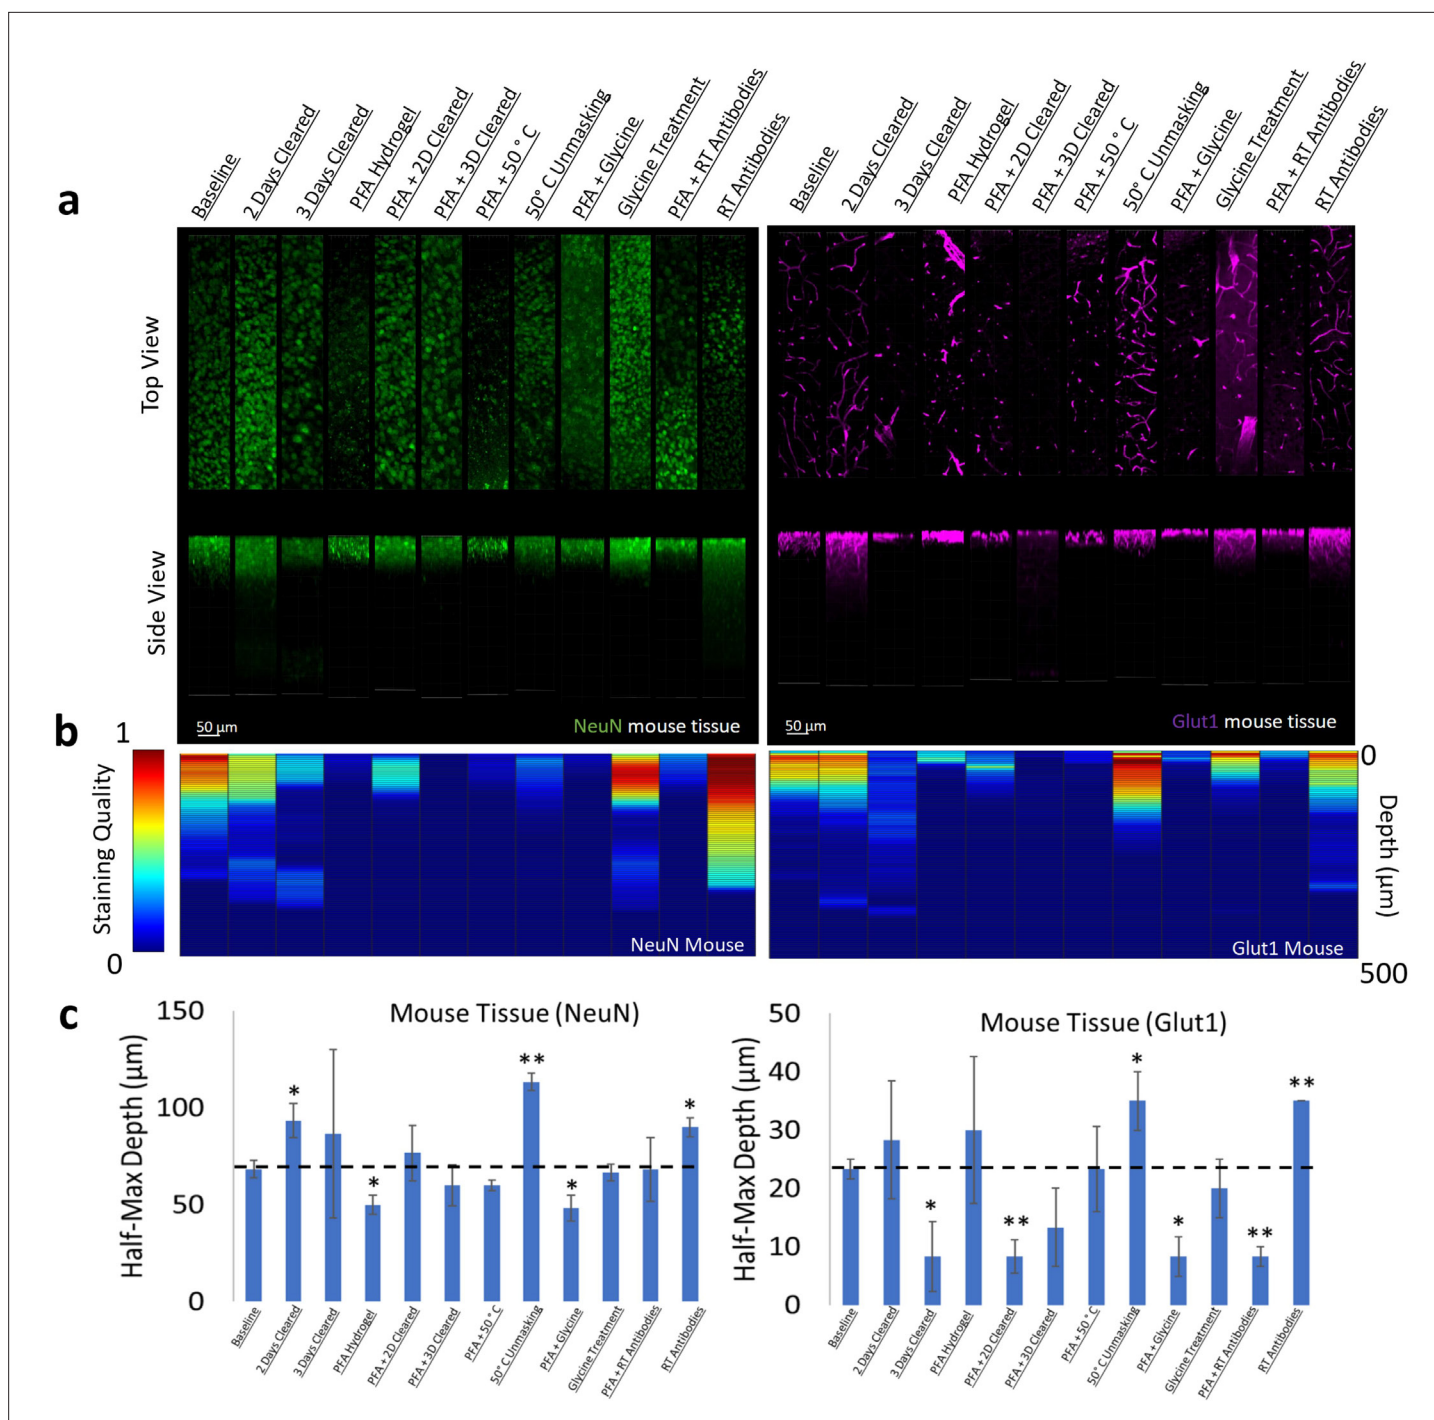 a
Baseline
2 Days Cleared
3 Days Cleared
PFA Hydrogel
PFA + 2D Cleared
PFA + 3D Cleared
PFA + 50 ° C
50° C Unmasking
PFA + Glycine
Glycine Treatment
PFA + RT Antibodies
RT Antibodies
Baseline
2 Days Cleared
3 Days Cleared
PFA Hydrogel
PFA + 2D Cleared
PFA + 3D Cleared
PFA + 50 ° C
50° C Unmasking
PFA + Glycine
Glycine Treatment
PFA + RT Antibodies
RT Antibodies
Top View
Side View
50 µm
NeuN mouse tissue
50 µm
Glut1 mouse tissue
b
1
Staining Quality
0
NeuN Mouse
Glut1 Mouse
0
Depth (µm)
500
c
Mouse Tissue (NeuN)
Half-Max Depth (µm)
150
100
50
0
*
*
**
*
*
Baseline
2 Days Cleared
3 Days Cleared
PFA Hydrogel
PFA + 2D Cleared
PFA + 3D Cleared
PFA + 50 ° C
50° C Unmasking
PFA + Glycine
Glycine Treatment
PFA + RT Antibodies
RT Antibodies
Mouse Tissue (Glut1)
Half-Max Depth (µm)
50
40
30
20
10
0
*
**
*
*
**
**
Baseline
2 Days Cleared
3 Days Cleared
PFA Hydrogel
PFA + 2D Cleared
PFA + 3D Cleared
PFA + 50 ° C
50° C Unmasking
PFA + Glycine
Glycine Treatment
PFA + RT Antibodies
RT Antibodies